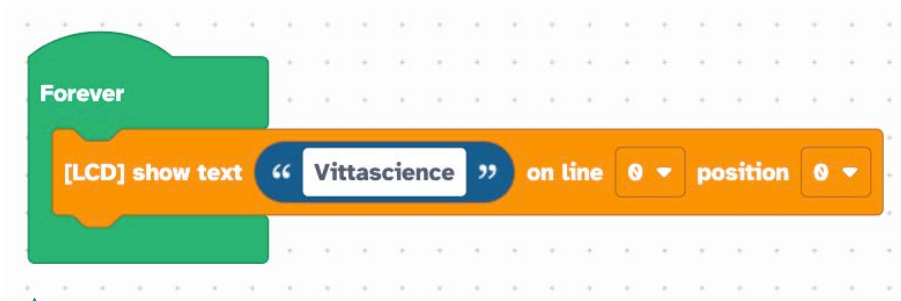 Forever
[LCD] show text “ Vittascience ” on line 0 position 0